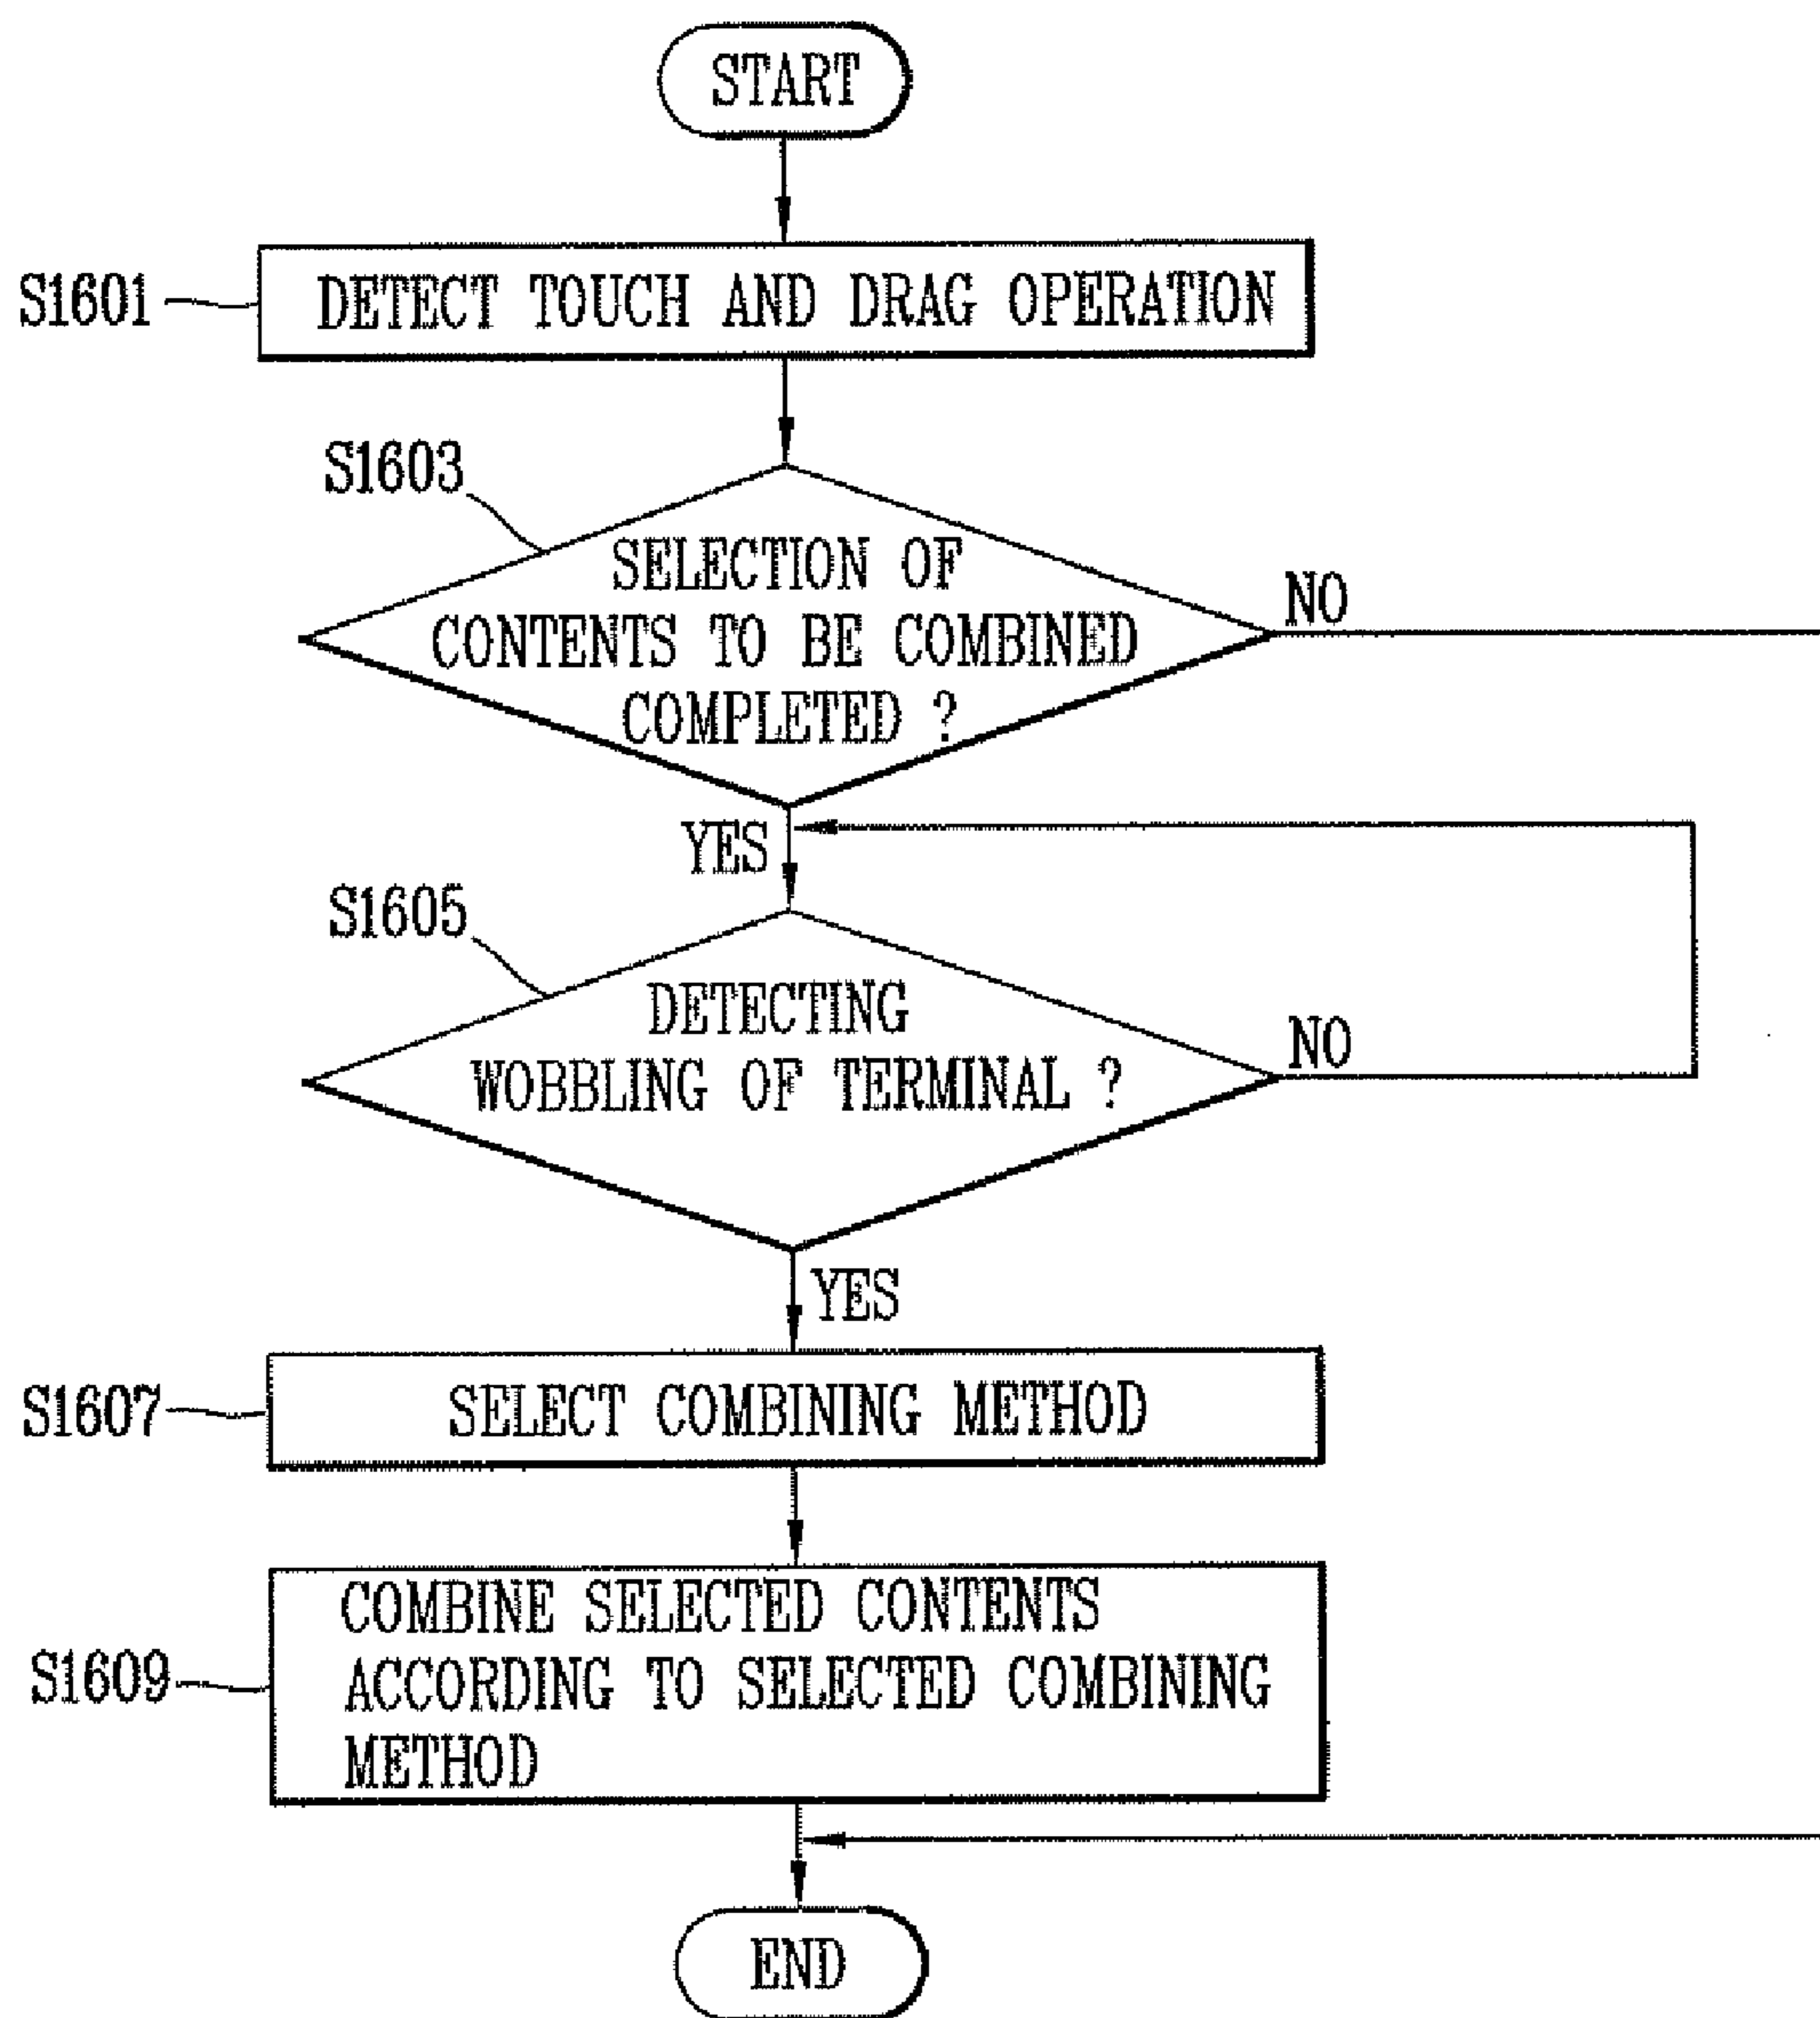 START
S1601
DETECT TOUCH AND DRAG OPERATION
S1603
SELECTION OF
CONTENTS TO BE COMBINED
COMPLETED ?
NO
YES
S1605
DETECTING
WOBBLING OF TERMINAL ?
NO
YES
S1607
SELECT COMBINING METHOD
S1609
COMBINE SELECTED CONTENTS
ACCORDING TO SELECTED COMBINING
METHOD
END